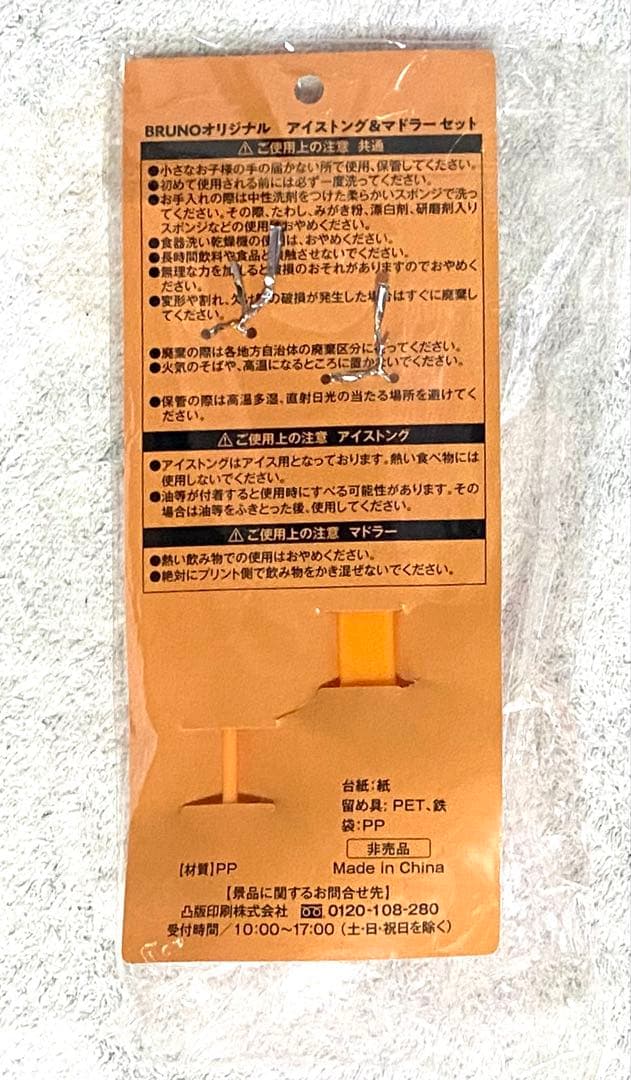 BRUNOオリジナル アイストング&マドラーセット
⚠ご使用上の注意 共通
●小さなお子様の手の届かない所で使用、保管してください。
●初めて使用される前には必ず一度洗ってください。
●お手入れの際は中性洗剤をつけた柔らかいスポンジで洗っ
てください。その際、たわし、みがき粉、漂白剤、研磨剤入り
スポンジなどの使用はおやめください。
●食器洗い乾燥機の使用は、おやめください。
●長時間飲料や食品と接触させないでください。
●無理な力を加えると破損のおそれがありますのでおやめく
ださい。
●変形や割れ、欠けなどの破損が発生した場合はすぐに廃棄し
てください。
●廃棄の際は各地方自治体の廃棄区分に従ってください。
●火気のそばや、高温になるところに置かないでください。
●保管の際は高温多湿、直射日光の当たる場所を避けてく
ださい。
⚠ご使用上の注意 アイストング
●アイストングはアイス用となっております。熱い食べ物には
使用しないでください。
●油等が付着すると使用時にすべる可能性があります。その
場合は油等をふきとった後、使用してください。
⚠ご使用上の注意 マドラー
●熱い飲み物での使用はおやめください。
●絶対にプリント側で飲み物をかき混ぜないでください。
台紙:紙
留め具:PET、鉄
袋:PP
非売品
【材質】PP
Made In China
【景品に関するお問合せ先】
凸版印刷株式会社 0120-108-280
受付時間/10:00〜17:00(土・日・祝日を除く)